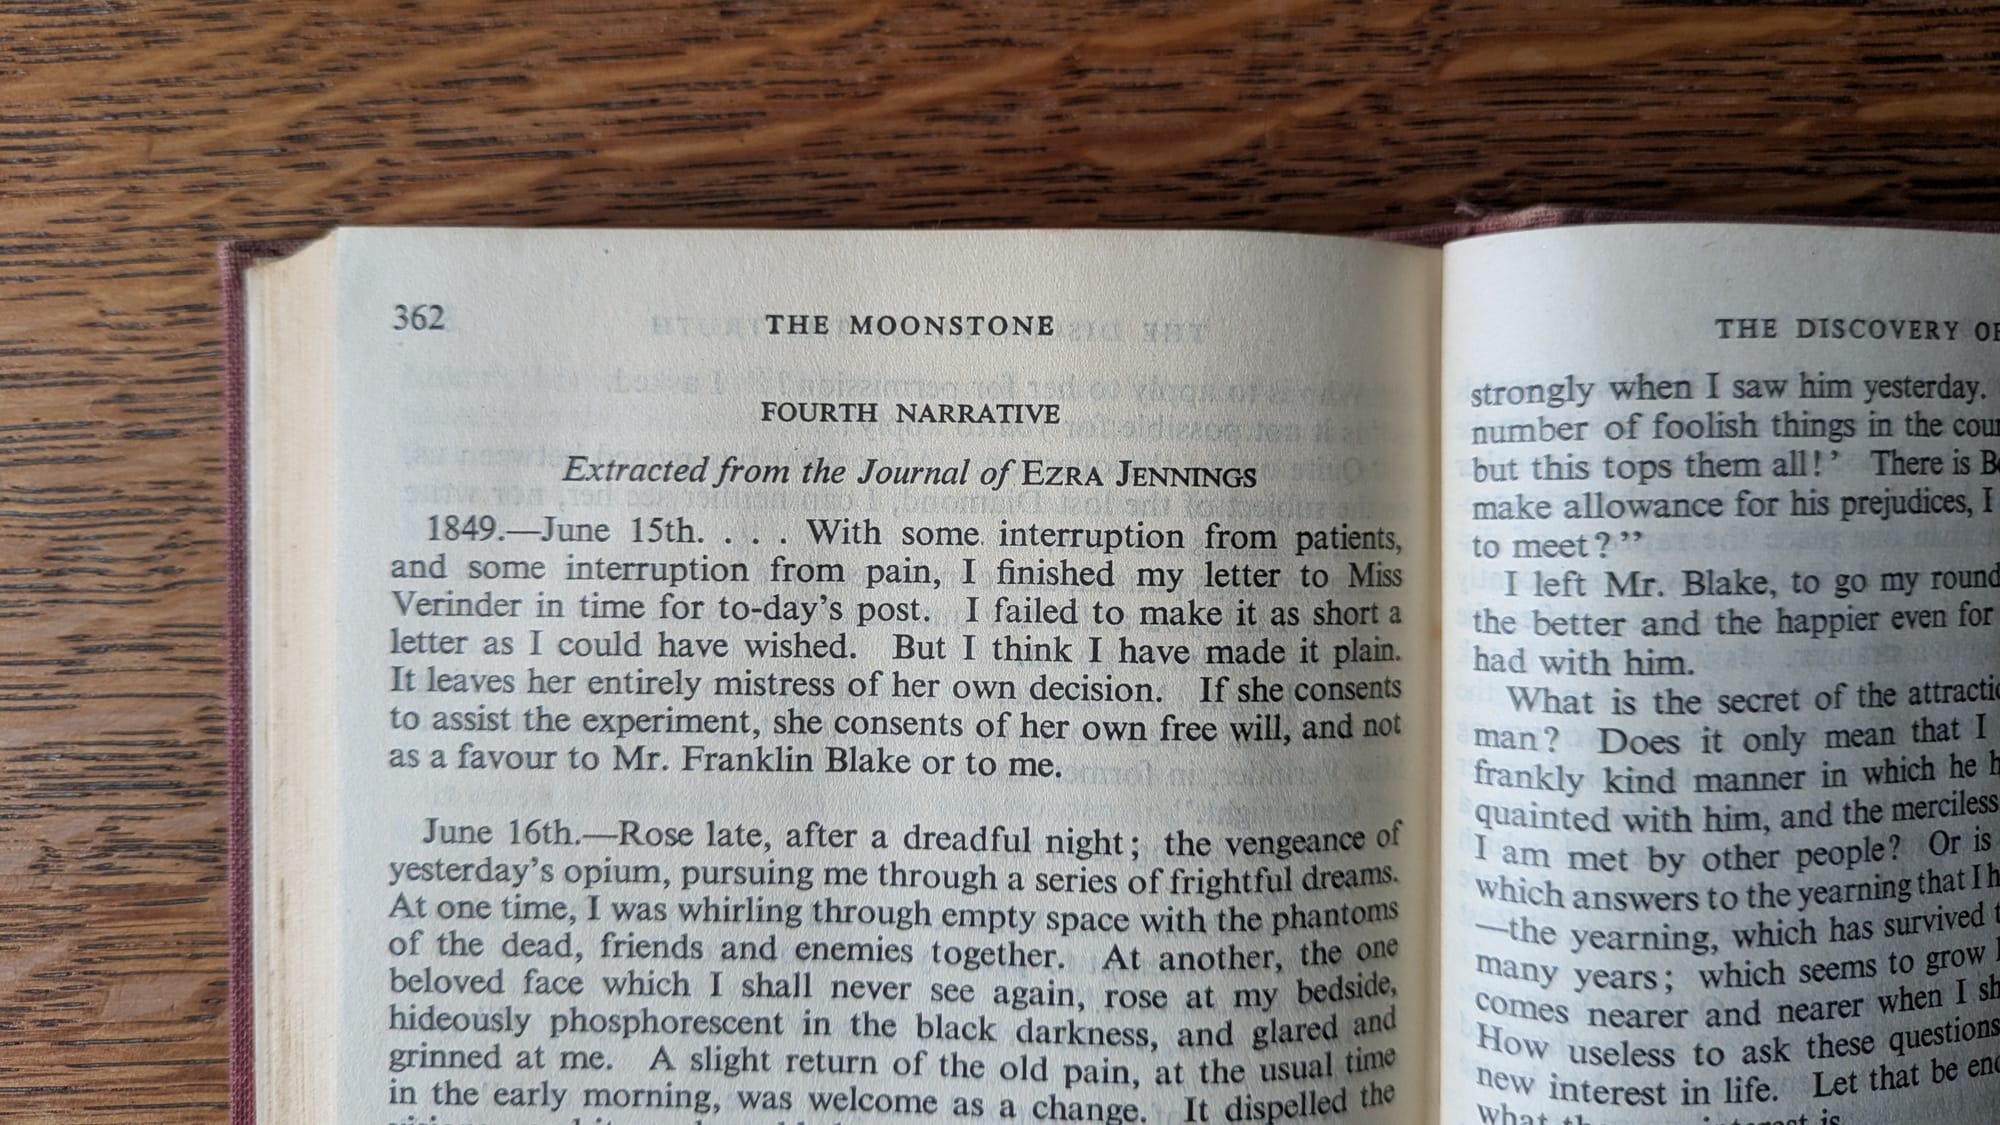 362
THE MOONSTONE
FOURTH NARRATIVE
Extracted from the Journal of EZRA JENNINGS
1849.—June 15th. . . . With some interruption from patients,
and some interruption from pain, I finished my letter to Miss
Verinder in time for to-day’s post. I failed to make it as short a
letter as I could have wished. But I think I have made it plain.
It leaves her entirely mistress of her own decision. If she consents
to assist the experiment, she consents of her own free will, and not
as a favour to Mr. Franklin Blake or to me.
June 16th.—Rose late, after a dreadful night; the vengeance of
yesterday’s opium, pursuing me through a series of frightful dreams.
At one time, I was whirling through empty space with the phantoms
of the dead, friends and enemies together. At another, the one
beloved face which I shall never see again, rose at my bedside,
hideously phosphorescent in the black darkness, and glared and
grinned at me. A slight return of the old pain, at the usual time
in the early morning, was welcome as a change. It dispelled the
THE DISCOVERY OF
strongly when I saw him yesterday.
number of foolish things in the
but this tops them all!’ There is
make allowance for his prejudices, I
to meet?’’
I left Mr. Blake, to go my
the better and the happier even for
had with him.
What is the secret of the
man? Does it only mean that I
frankly kind manner in which he
quainted with him, and the merciless
I am met by other people? Or is
which answers to the yearning that I
—the yearning, which has survived
many years; which seems to grow
comes nearer and nearer when I
How useless to ask these questions
new interest in life. Let that be
what